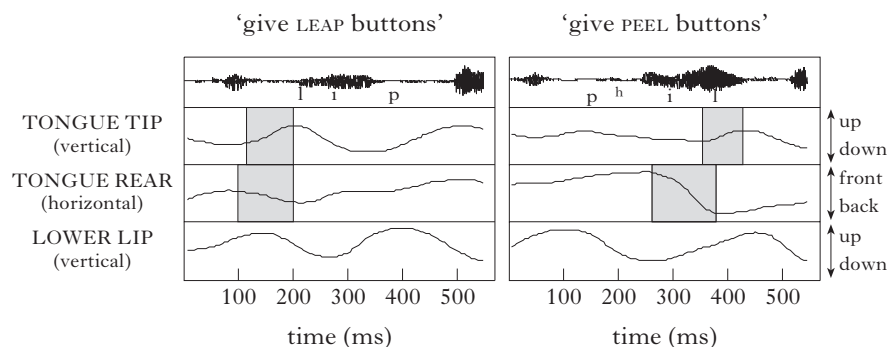 ‘give LEAP buttons’ ‘give PEEL buttons’
l i p p ʰ i l
TONGUE TIP
(vertical)
up
down
TONGUE REAR
(horizontal)
front
back
LOWER LIP
(vertical)
up
down
100 200 300 400 500 100 200 300 400 500
time (ms) time (ms)